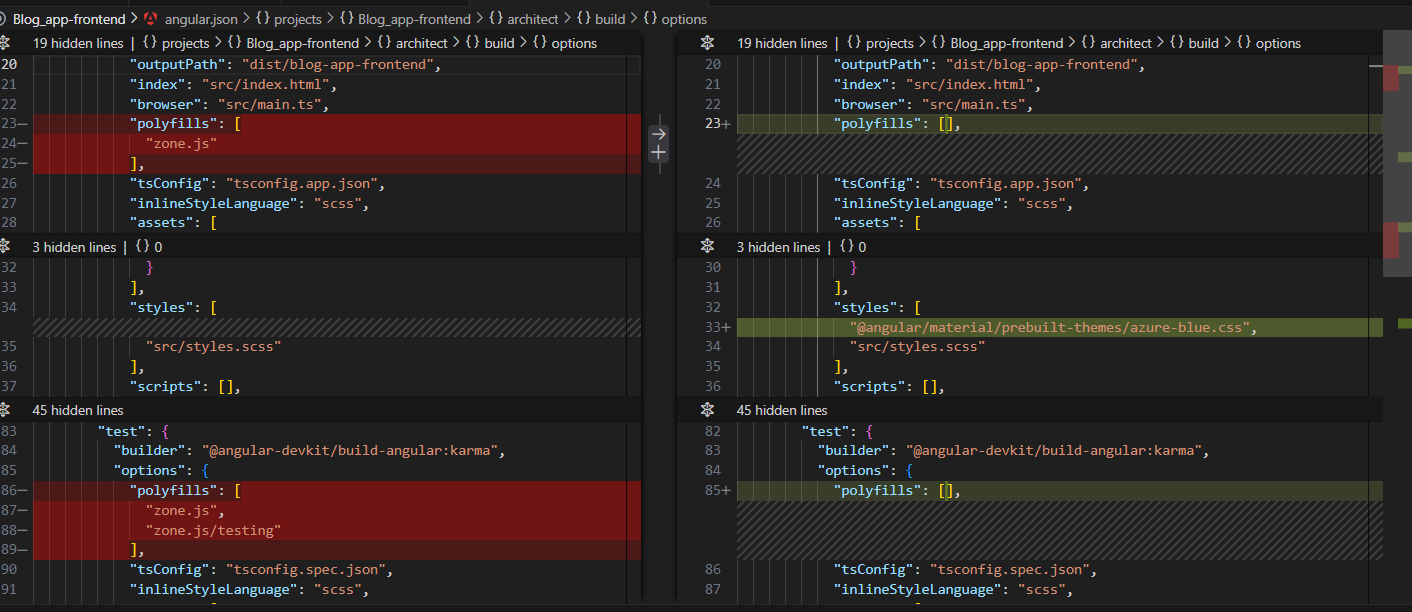 Blog_app-frontend > angular.json > {} projects > {} Blog_app-frontend > {} architect > {} build > {} options
19 hidden lines | {} projects > {} Blog_app-frontend > {} architect > {} build > {} options
20 "outputPath": "dist/blog-app-frontend",
21 "index": "src/index.html",
22 "browser": "src/main.ts",
23— "polyfills": [
24— "zone.js"
25— ],
26 "tsConfig": "tsconfig.app.json",
27 "inlineStyleLanguage": "scss",
28 "assets": [
3 hidden lines | {} 0
32 }
33 ],
34 "styles": [
35 "src/styles.scss"
36 ],
37 "scripts": [],
45 hidden lines
83 "test": {
84 "builder": "@angular-devkit/build-angular:karma",
85 "options": {
86— "polyfills": [
87— "zone.js",
88— "zone.js/testing"
89— ],
90 "tsConfig": "tsconfig.spec.json",
91 "inlineStyleLanguage": "scss",
19 hidden lines | {} projects > {} Blog_app-frontend > {} architect > {} build > {} options
20 "outputPath": "dist/blog-app-frontend",
21 "index": "src/index.html",
22 "browser": "src/main.ts",
23+ "polyfills": [],
24 "tsConfig": "tsconfig.app.json",
25 "inlineStyleLanguage": "scss",
26 "assets": [
3 hidden lines | {} 0
30 }
31 ],
32 "styles": [
33+ "@angular/material/prebuilt-themes/azure-blue.css",
34 "src/styles.scss"
35 ],
36 "scripts": [],
45 hidden lines
82 "test": {
83 "builder": "@angular-devkit/build-angular:karma",
84 "options": {
85+ "polyfills": [],
86 "tsConfig": "tsconfig.spec.json",
87 "inlineStyleLanguage": "scss",